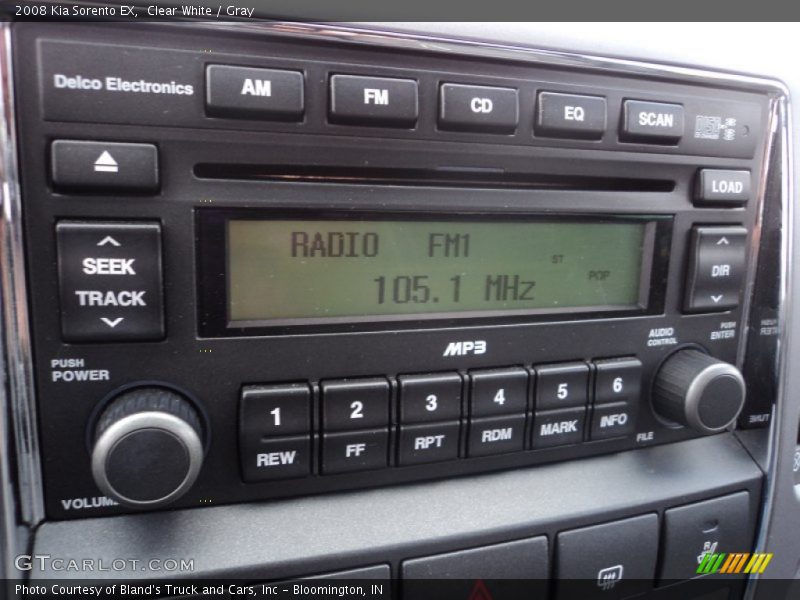 2008 Kia Sorento EX,  Clear White / Gray
Delco Electronics
AM
FM
CD
EQ
SCAN
LOAD
SEEK
TRACK
RADIO FM1
ST
105.1 MHz
POP
DIR
MP3
AUDIO CONTROL
PUSH ENTER
PUSH POWER
1
2
3
4
5
6
REW
FF
RPT
RDM
MARK
INFO
FILE
VOLUME
GTCARLOT.COM
Photo Courtesy of Bland's Truck and Cars, Inc - Bloomington, IN